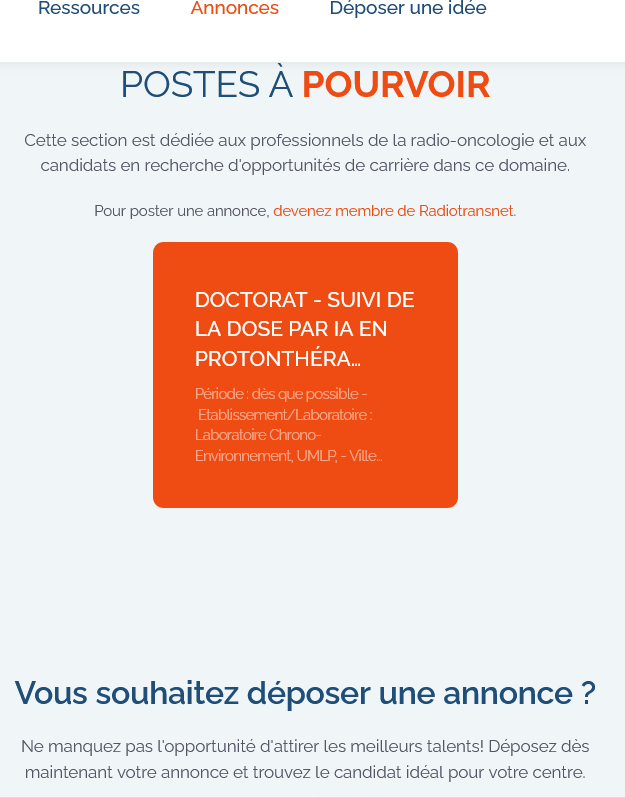 Ressources Annonces Déposer une idée
POSTES À POURVOIR
Cette section est dédiée aux professionnels de la radio-oncologie et aux
candidats en recherche d'opportunités de carrière dans ce domaine.
Pour poster une annonce, devenez membre de Radiotransnet.
DOCTORAT - SUIVI DE
LA DOSE PAR IA EN
PROTONTHÉRA...
Période : dès que possible -
Etablissement/Laboratoire :
Laboratoire Chrono-
Environnement, UMLP, - Ville...
Vous souhaitez déposer une annonce ?
Ne manquez pas l'opportunité d'attirer les meilleurs talents! Déposez dès
maintenant votre annonce et trouvez le candidat idéal pour votre centre.